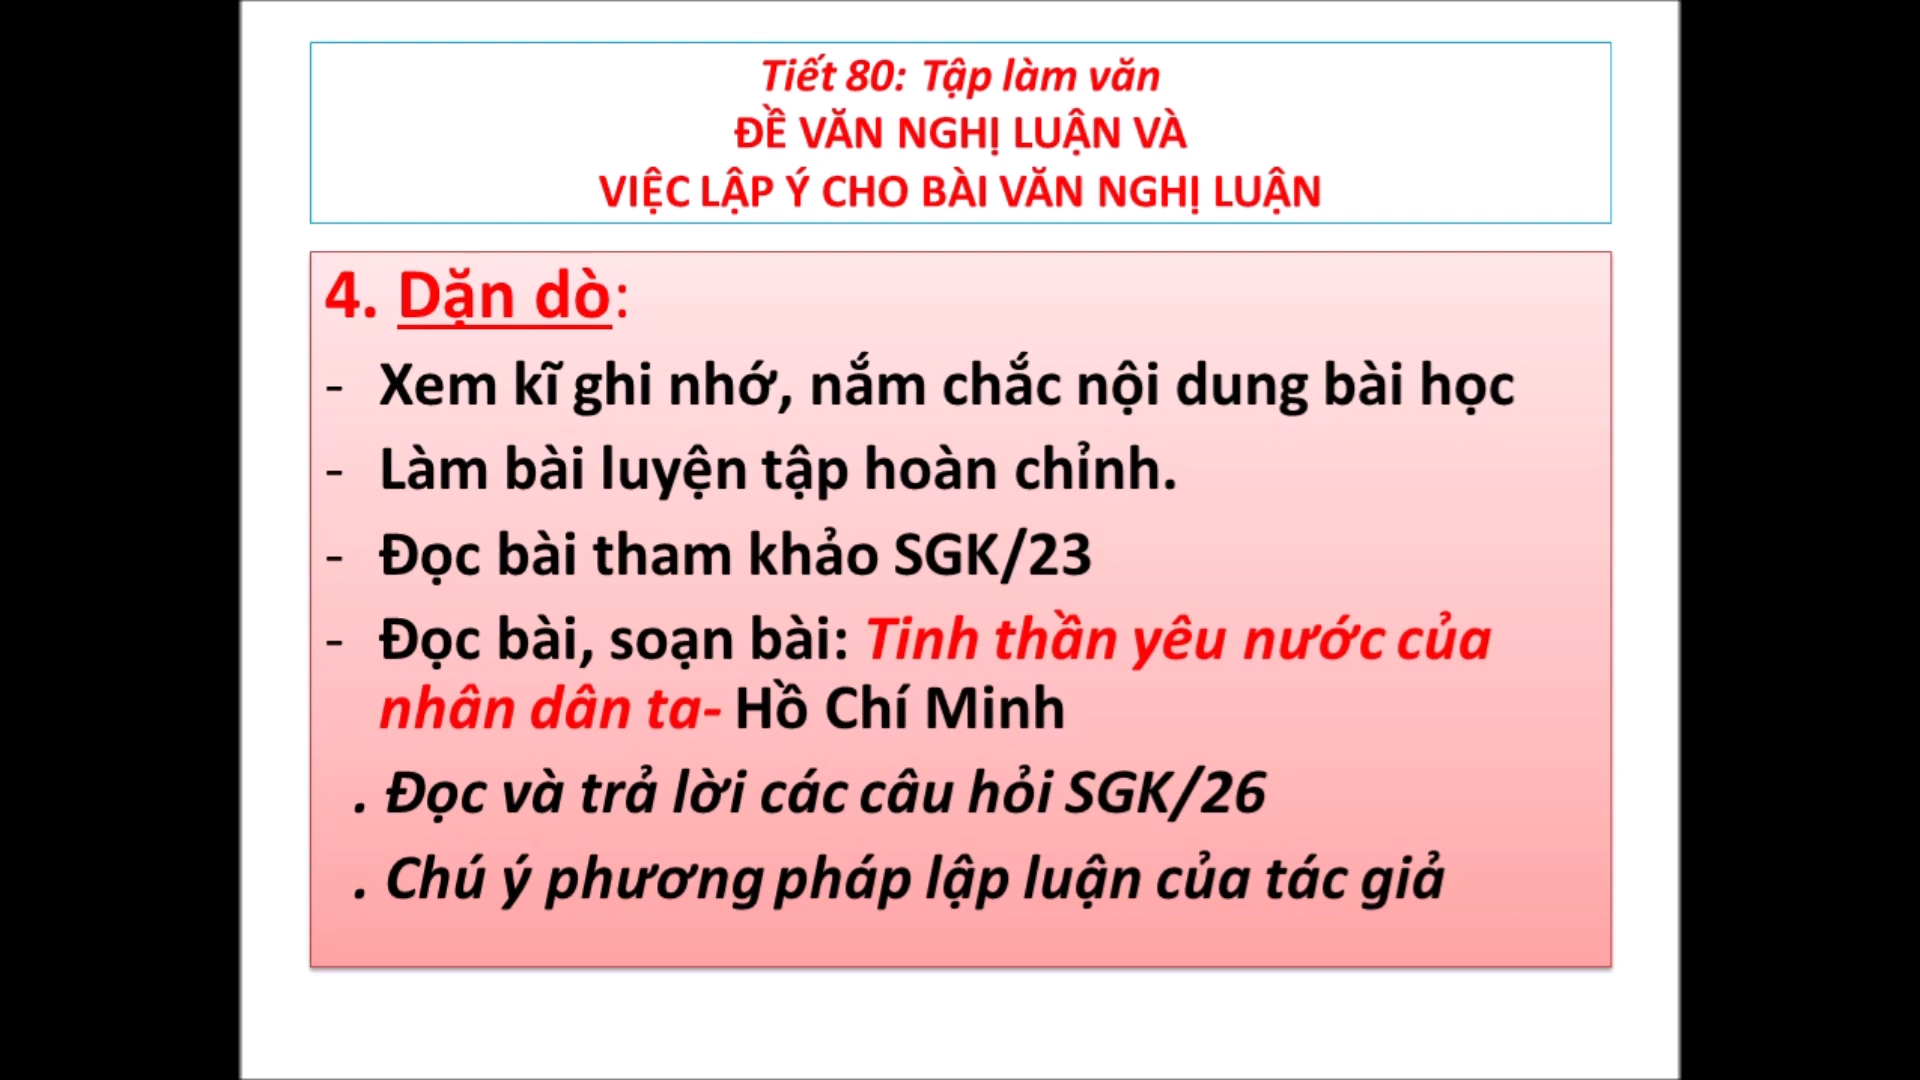 Tiết 80: Tập làm văn
ĐỀ VĂN NGHỊ LUẬN VÀ
VIỆC LẬP Ý CHO BÀI VĂN NGHỊ LUẬN
4. Dặn dò:
- Xem kĩ ghi nhớ, nắm chắc nội dung bài học
- Làm bài luyện tập hoàn chỉnh.
- Đọc bài tham khảo SGK/23
- Đọc bài, soạn bài: Tinh thần yêu nước của
nhân dân ta- Hồ Chí Minh
. Đọc và trả lời các câu hỏi SGK/26
. Chú ý phương pháp lập luận của tác giả